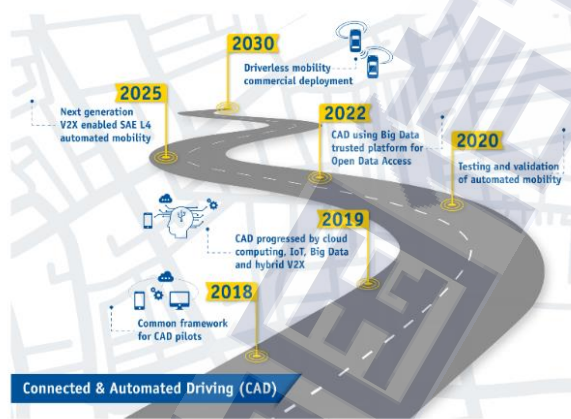 2030
Driverless mobility
commercial deployment
2025
Next generation
V2X enabled SAE L4
automated mobility
2022
CAD using Big Data
trusted platform for
Open Data Access
2020
Testing and validation
of automated mobility
2019
CAD progressed by cloud
computing, IoT, Big Data
and hybrid V2X
2018
Common framework
for CAD pilots
Connected & Automated Driving (CAD)